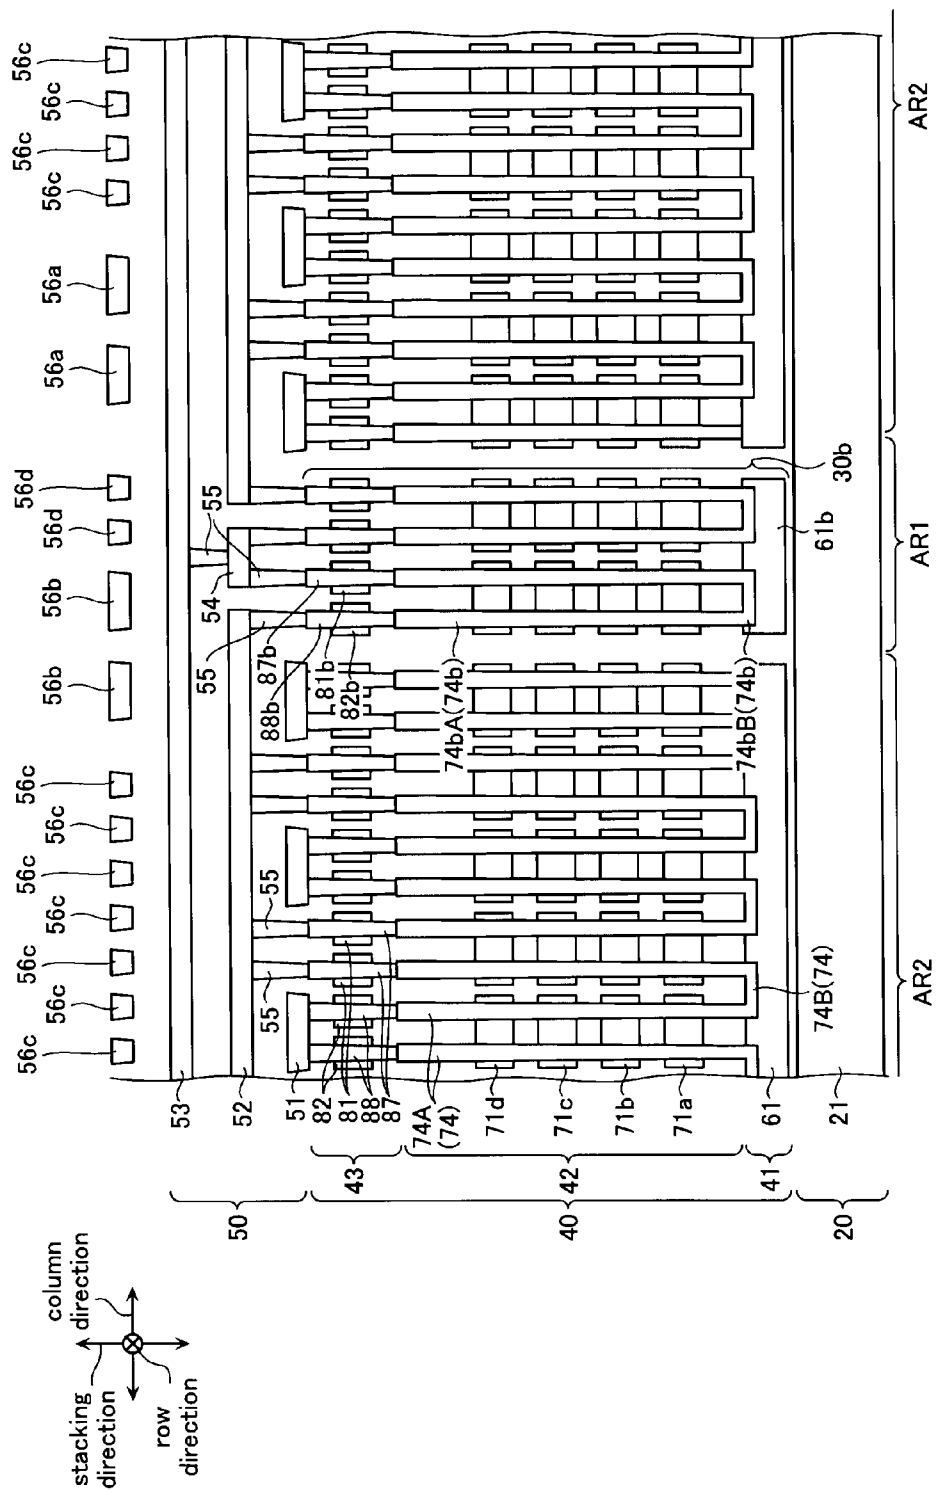 56c
56c
56c
56c
56c
56c
56c
56b
56b
56d
56d
56a
56a
56c
56c
56c
56c
53
52
51
82
81
88
87
74A
(74)
71d
71c
71b
71a
61
21
55
55
55
54
55
87b
88b
81b
82b
74bA(74b)
74bB(74b)
74B(74)
30b
61b
50
43
42
41
40
20
AR2
AR1
AR2
stacking
direction
column
direction
row
direction